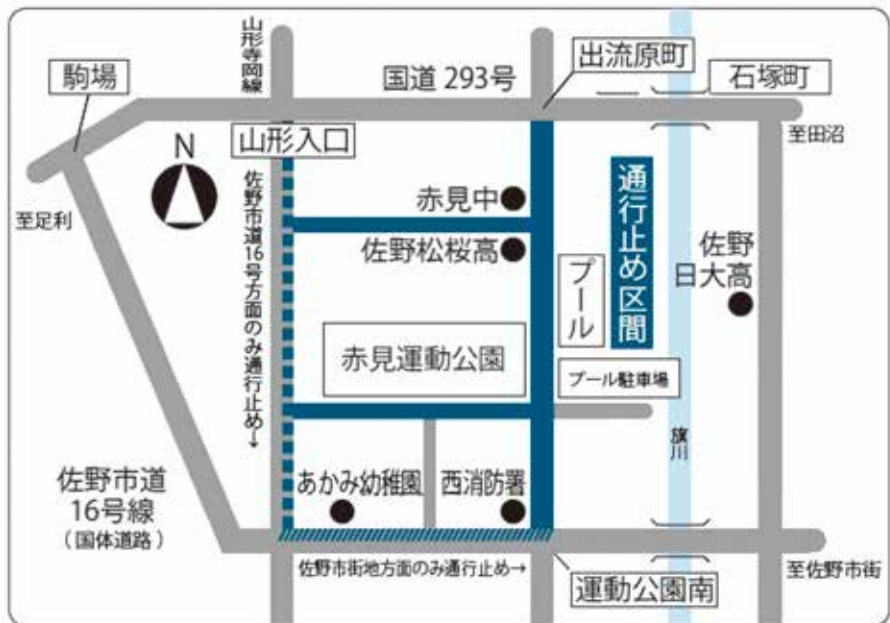 山形寺岡線
出流原町
国道 293号
石塚町
駒場
至田沼
山形入口
N
至足利
赤見中
佐野松桜高
佐野市道16号方面のみ通行止め→
通行止め区間
プール
佐野
日大高
赤見運動公園
プール駐車場
旗川
佐野市道
16号線
（国体道路）
あかみ幼稚園
西消防署
佐野市街地方面のみ通行止め→
運動公園南
至佐野市街